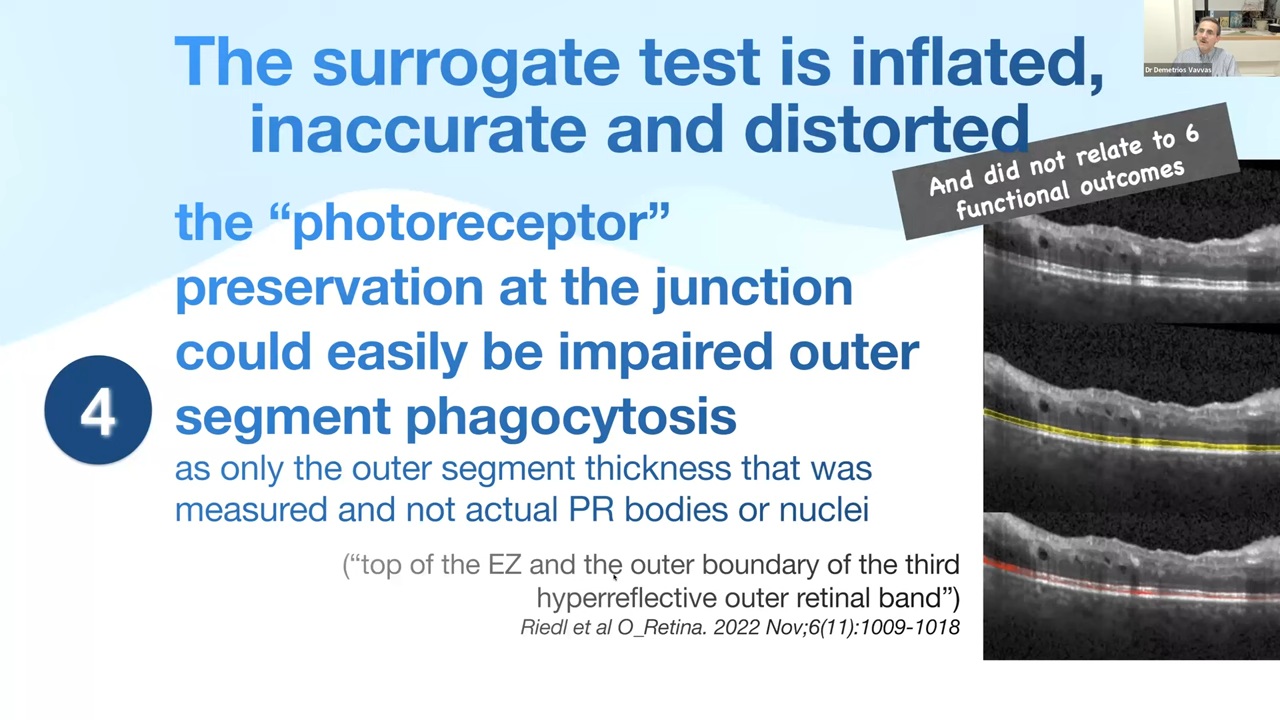 The surrogate test is inflated,
inaccurate and distorted
Dr Demetrios Vavvas
And did not relate to 6
functional outcomes
the “photoreceptor”
preservation at the junction
could easily be impaired outer
segment phagocytosis
4
as only the outer segment thickness that was
measured and not actual PR bodies or nuclei
(“top of the EZ and the outer boundary of the third
hyperreflective outer retinal band”)
Riedl et al O_Retina. 2022 Nov;6(11):1009-1018